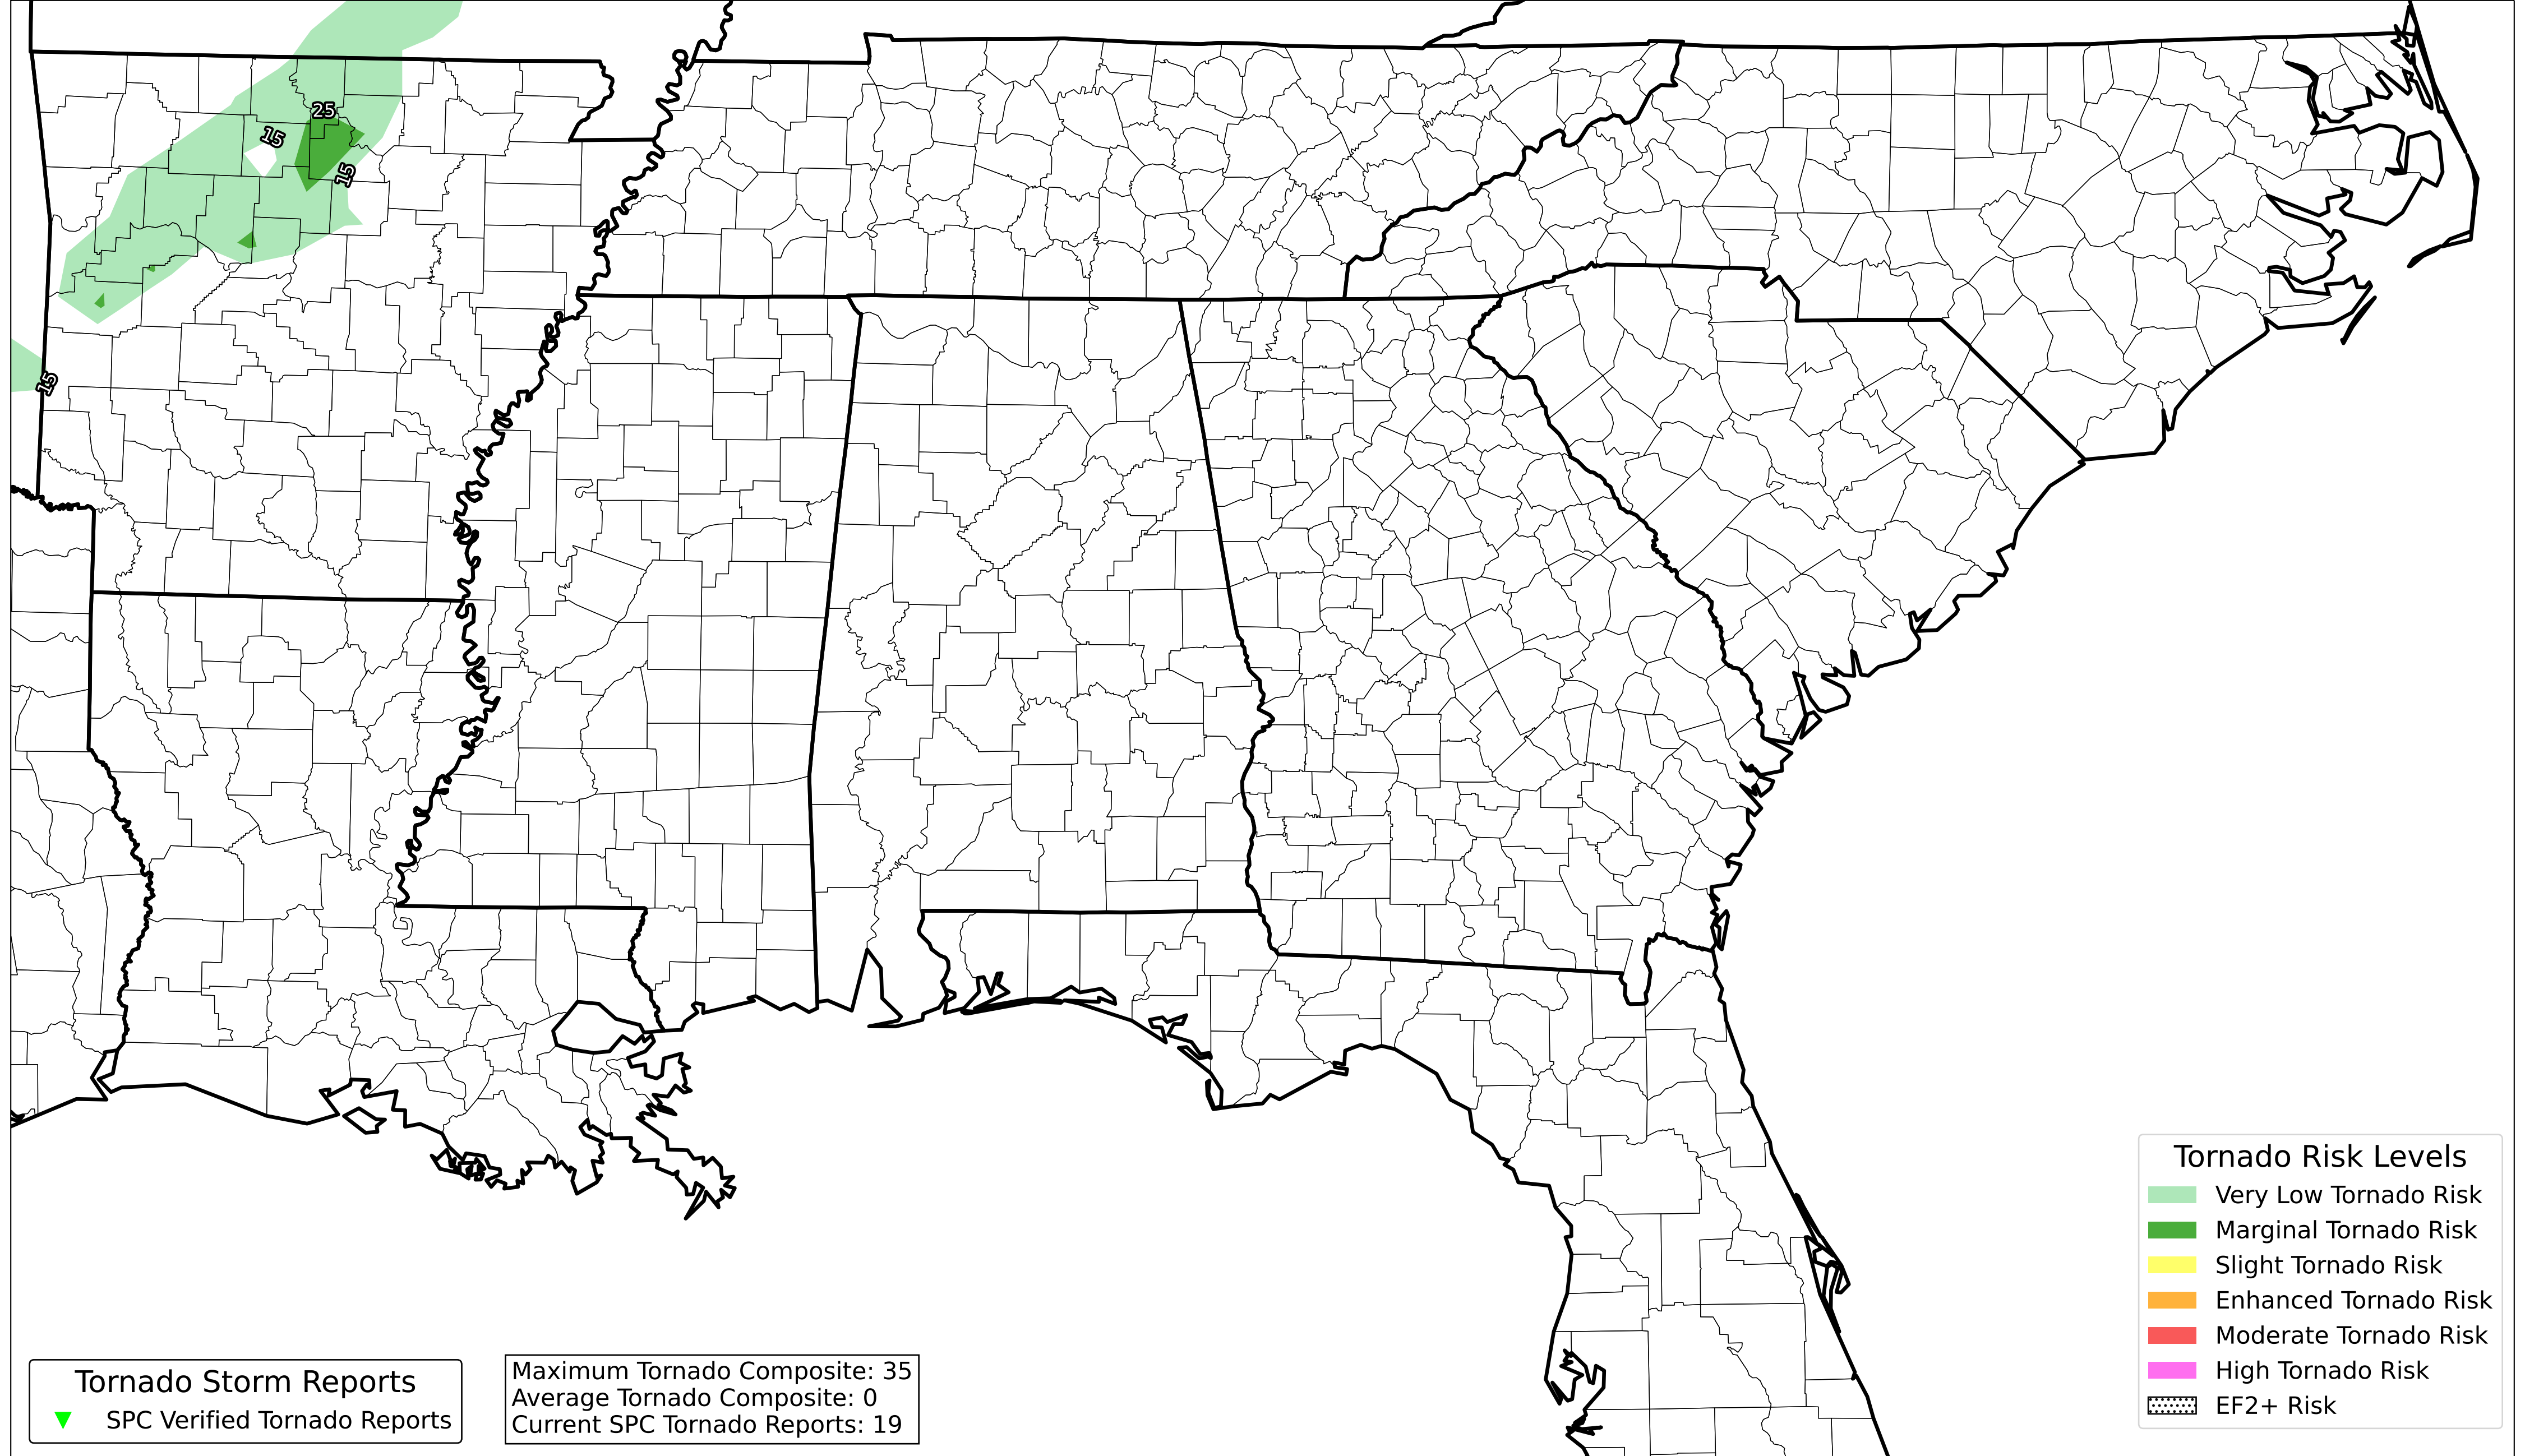 25
15
15
15
Tornado Risk Levels
Very Low Tornado Risk
Marginal Tornado Risk
Slight Tornado Risk
Enhanced Tornado Risk
Moderate Tornado Risk
High Tornado Risk
EF2+ Risk
Tornado Storm Reports
SPC Verified Tornado Reports
Maximum Tornado Composite: 35
Average Tornado Composite: 0
Current SPC Tornado Reports: 19